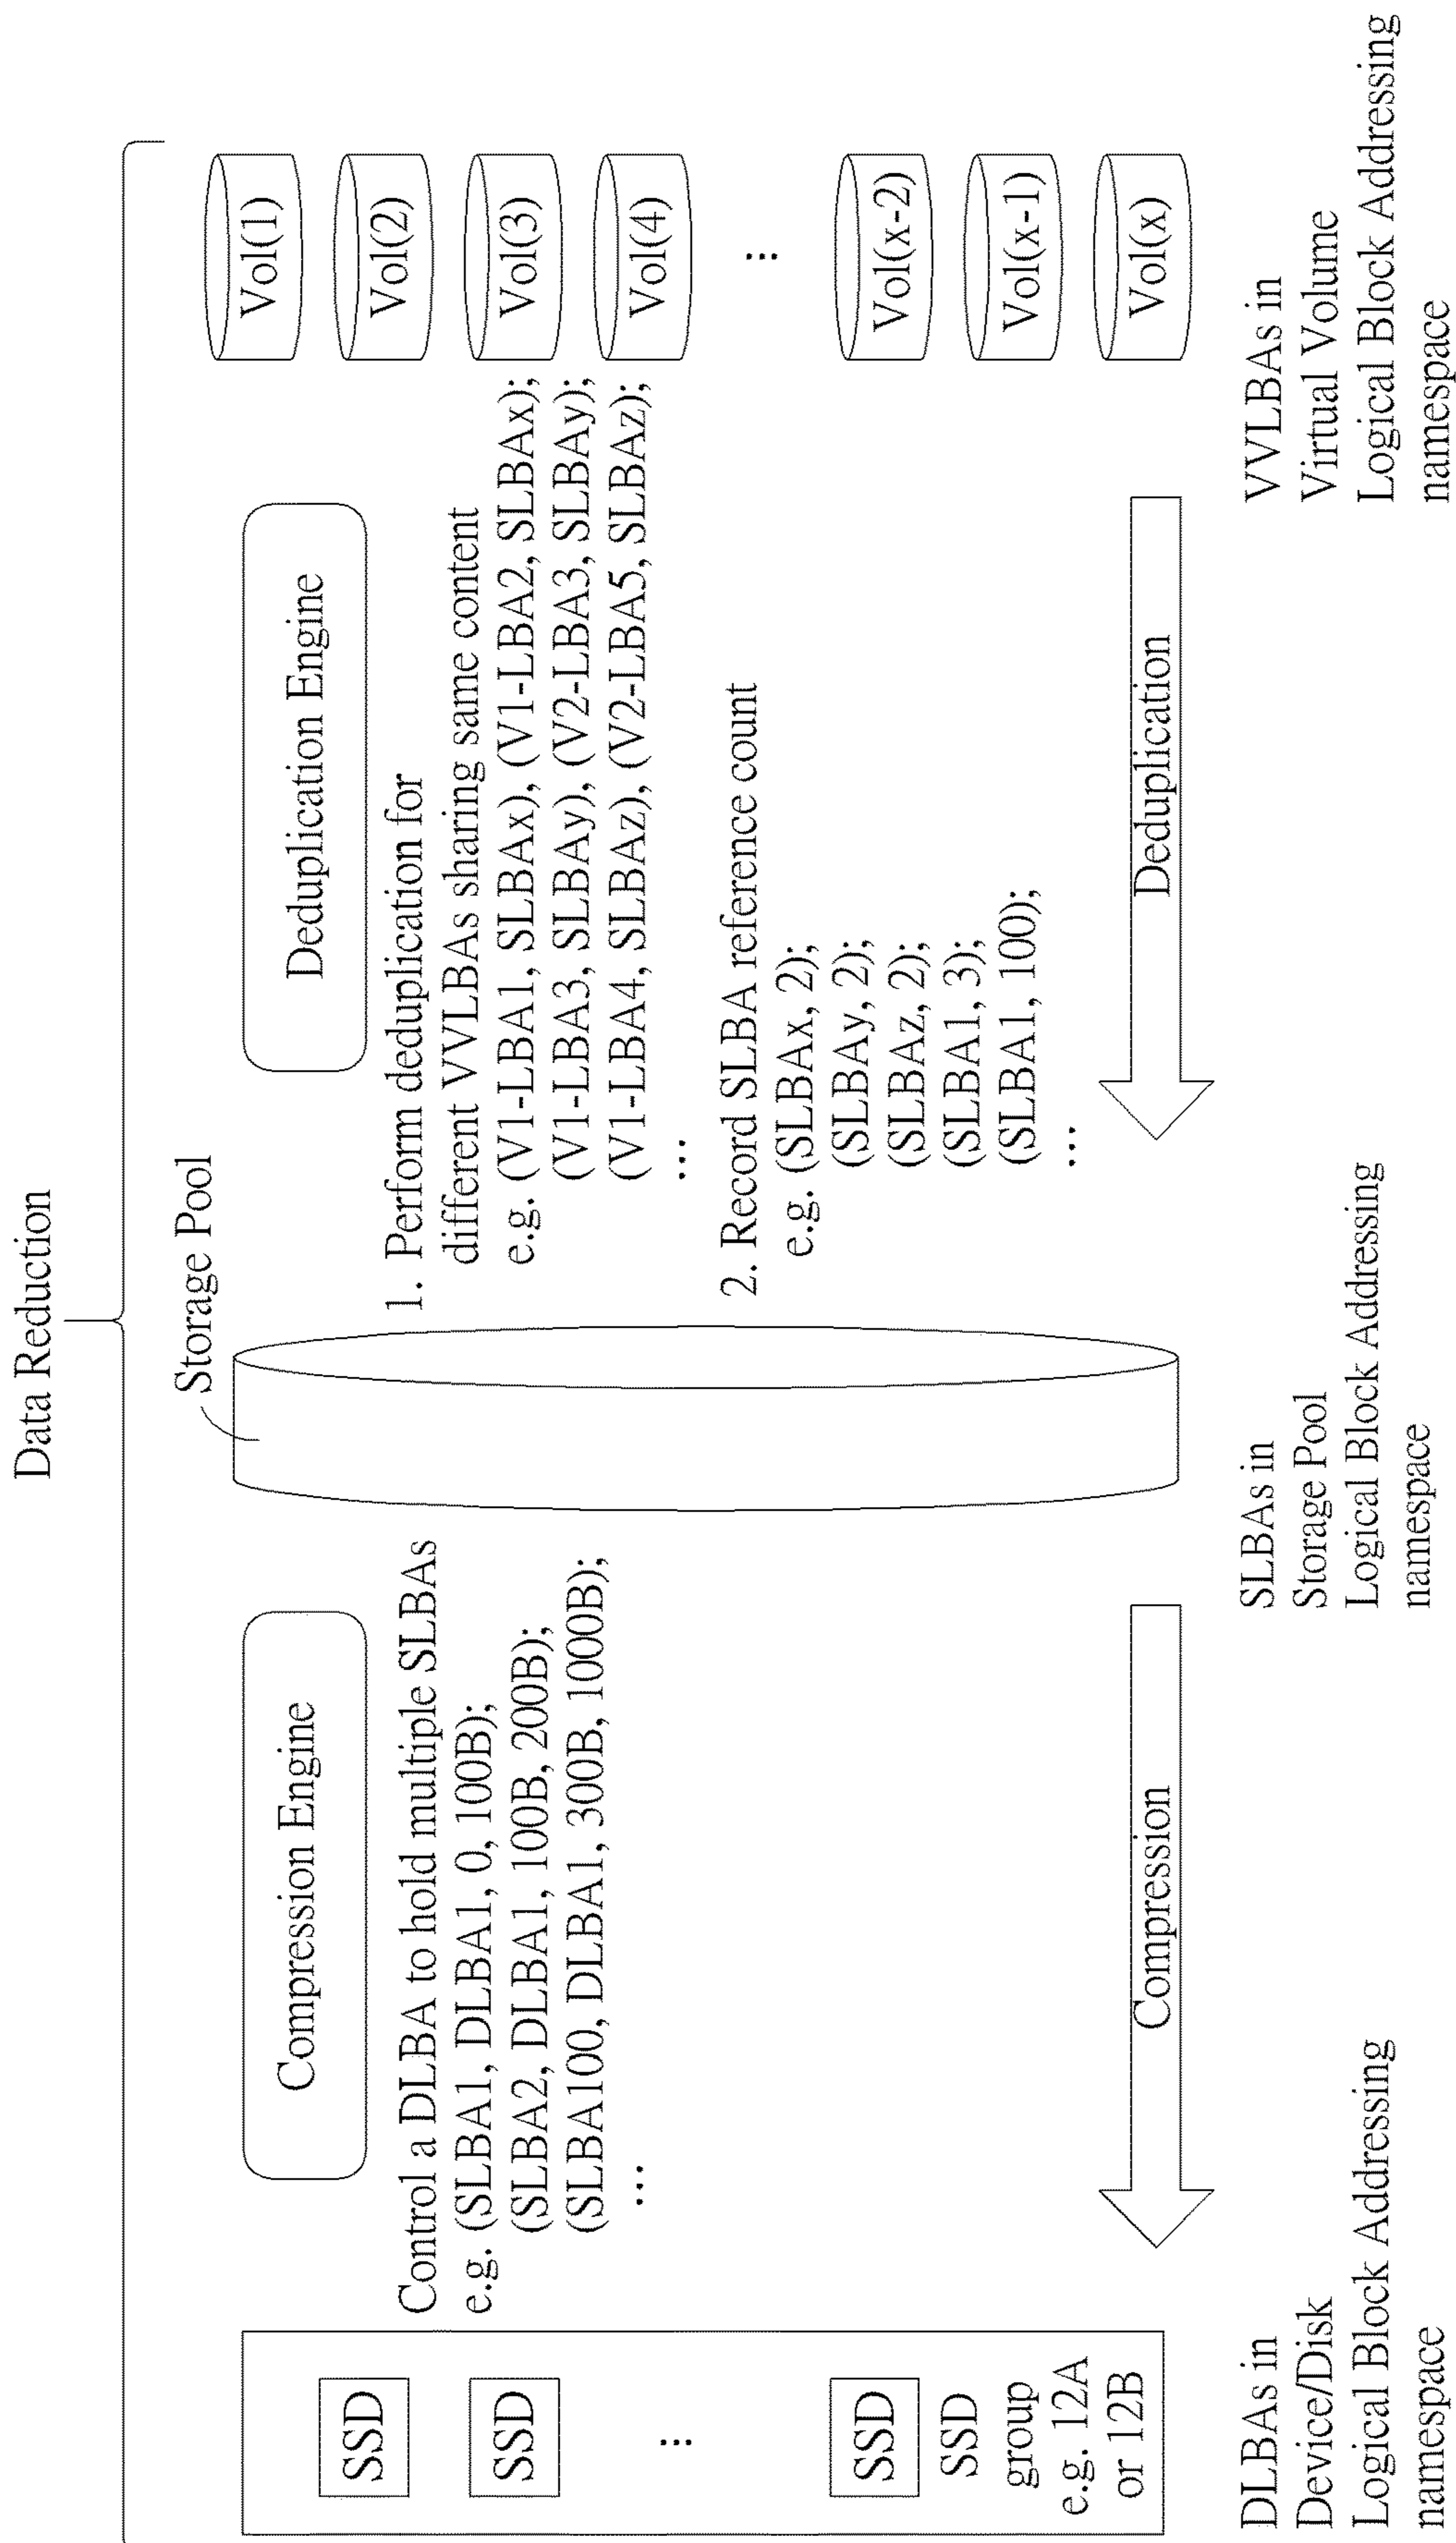 Data Reduction
Storage Pool
Compression Engine
Deduplication Engine
SSD
SSD
⋮
SSD
SSD
group
e.g. 12A
or 12B
Control a DLBA to hold multiple SLBAs
e.g. (SLBA1, DLBA1, 0, 100B);
(SLBA2, DLBA1, 100B, 200B);
(SLBA100, DLBA1, 300B, 1000B);
...
1. Perform deduplication for
different VVLBAs sharing same content
e.g. (V1-LBA1, SLBAx), (V1-LBA2, SLBAx);
(V1-LBA3, SLBAy), (V2-LBA3, SLBAy);
(V1-LBA4, SLBAz), (V2-LBA5, SLBAz);
...
2. Record SLBA reference count
e.g. (SLBAx, 2);
(SLBAy, 2);
(SLBAz, 2);
(SLBA1, 3);
(SLBA1, 100);
...
Vol(1)
Vol(2)
Vol(3)
Vol(4)
⋮
Vol(x-2)
Vol(x-1)
Vol(x)
Compression
Deduplication
DLBAs in
Device/Disk
Logical Block Addressing
namespace
SLBAs in
Storage Pool
Logical Block Addressing
namespace
VVLBAs in
Virtual Volume
Logical Block Addressing
namespace